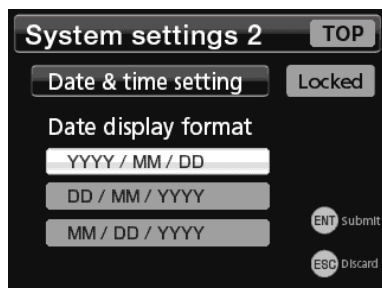 System settings 2 TOP
Date & time setting Locked
Date display format
YYYY / MM / DD
DD / MM / YYYY
MM / DD / YYYY
ENT Submit
ESC Discard